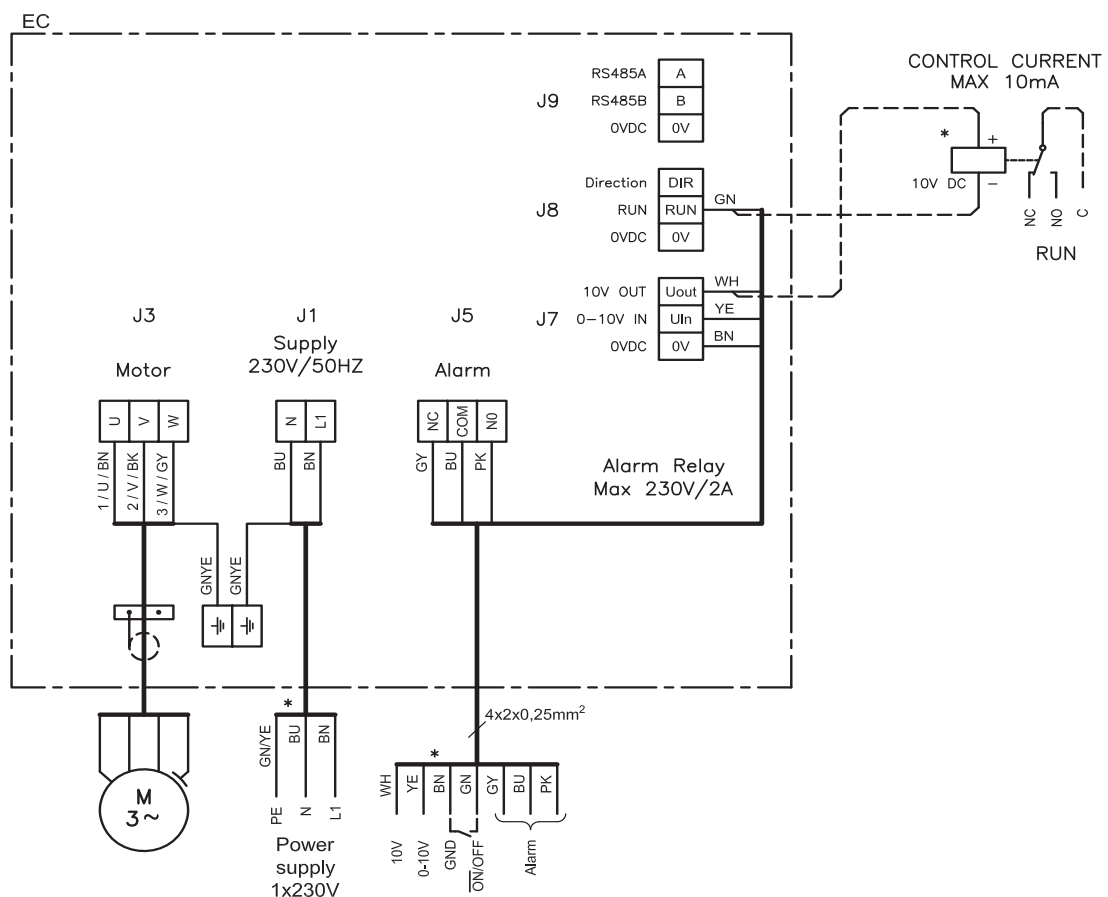 EC
CONTROL CURRENT
MAX 10mA
J9
RS485A A
RS485B B
0VDC 0V
*
+
10V DC −
NC
NO
C
RUN
J8
Direction DIR
RUN RUN GN
0VDC 0V
J7
10V OUT Uout WH
0–10V IN UIn YE
0VDC 0V BN
J3
Motor
U
V
W
1 / U / BN
2 / V / BK
3 / W / GY
J1
Supply
230V/50HZ
N
L1
BU
BN
J5
Alarm
NC
COM
N0
GY
BU
PK
Alarm Relay
Max 230V/2A
GNYE
GNYE
M
3~
*
GN/YE
BU
BN
PE
N
L1
Power
supply
1x230V
4x2x0,25mm²
*
WH
YE
BN
GN
GY
BU
PK
10V
0-10V
GND
ON/OFF
Alarm